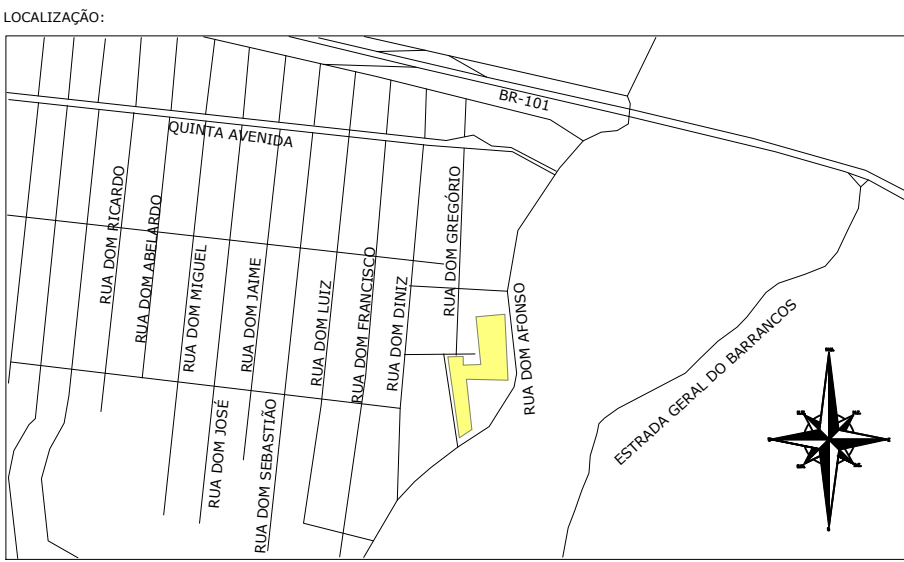 LOCALIZAÇÃO:
BR-101
QUINTA AVENIDA
RUA DOM RICARDO
RUA DOM ABELARDO
RUA DOM MIGUEL
RUA DOM JAIME
RUA DOM LUIZ
RUA DOM FRANCISCO
RUA DOM DINIZ
RUA DOM GREGÓRIO
RUA DOM AFONSO
ESTRADA GERAL DO BARRANCOS
RUA DOM JOSÉ
RUA DOM SEBASTIÃO